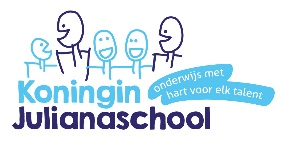 Koningin
Julianaschool
onderwijs met
hart voor elk talent